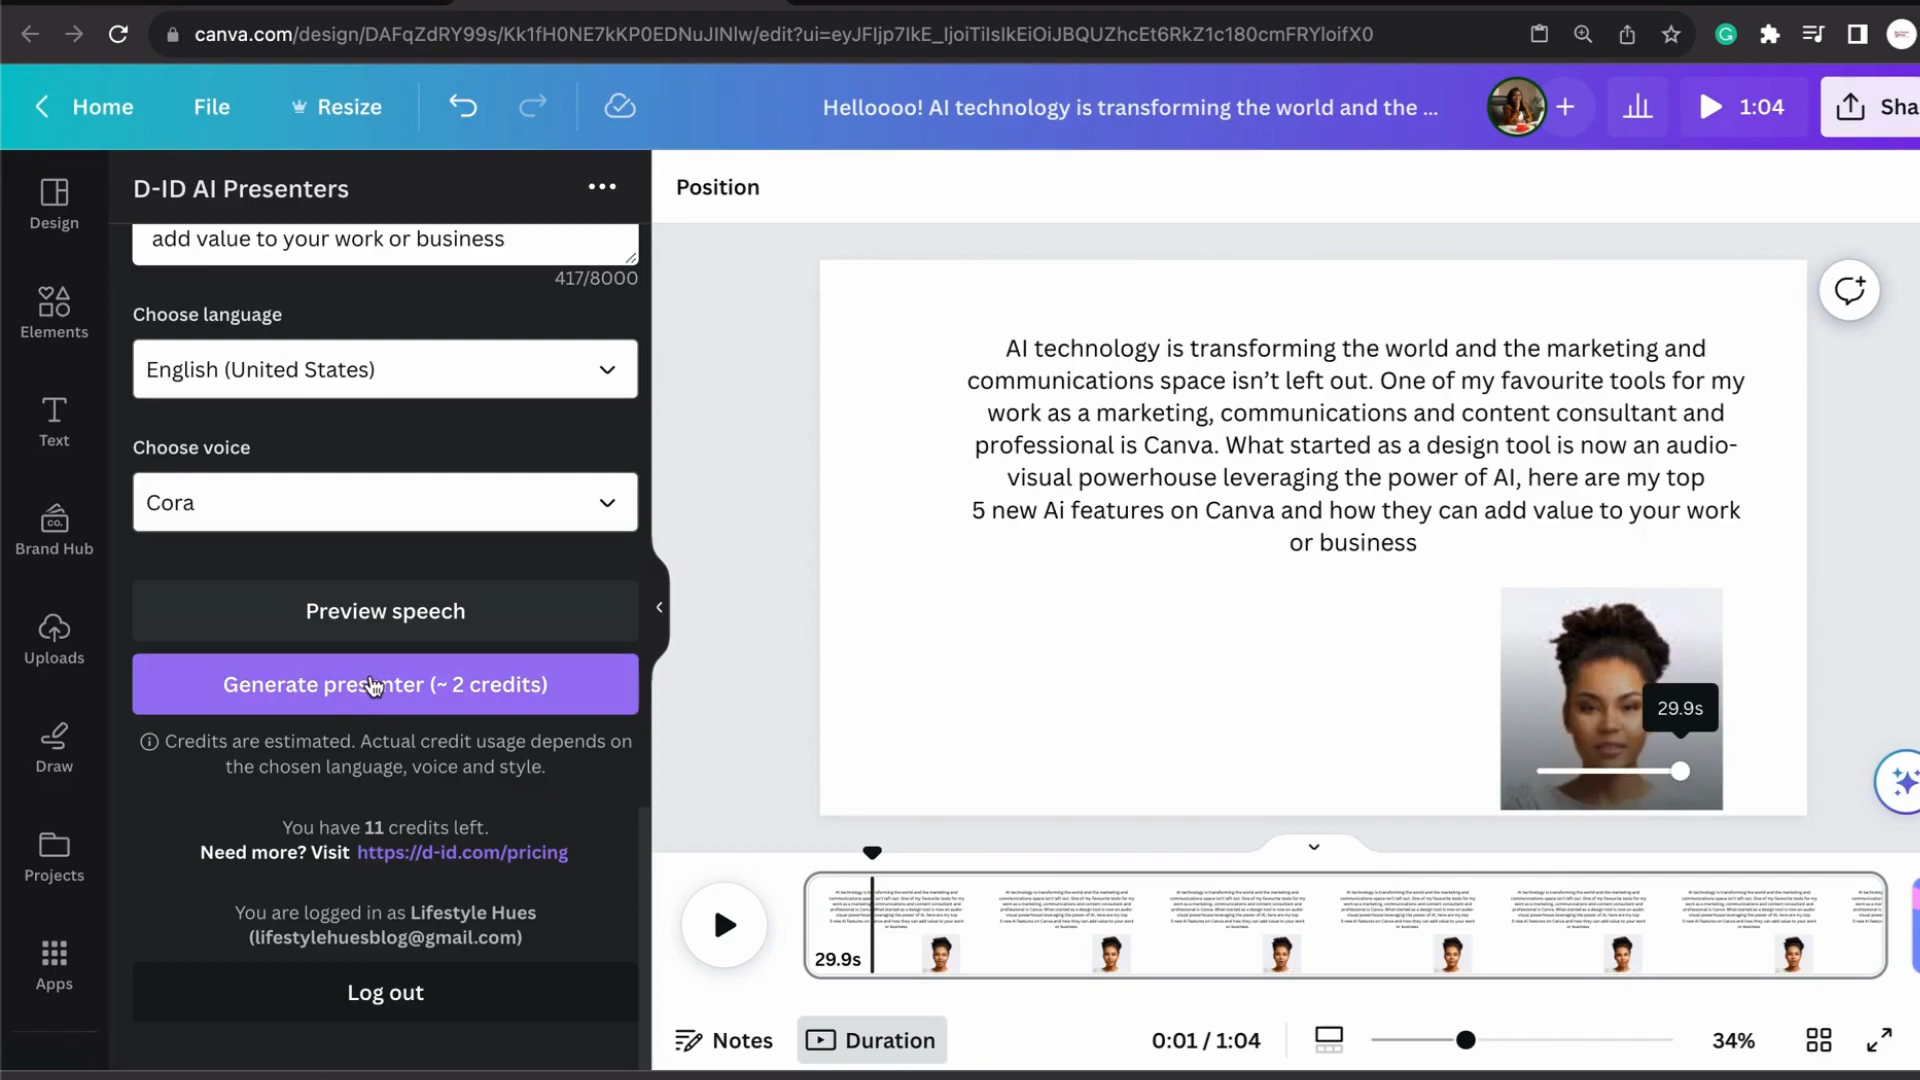 canva.com/design/DAFqZdRY99s/Kk1fH0NE7kKP0EDNuJINlw/edit?ui=eyJFIjp7IkE_IjoiTiIsIkEiOiJBQUZhcEt6RkZ1c180cmFRYloifX0
Home
File
Resize
Helloooo! AI technology is transforming the world and the ...
1:04
Sha
Design
Elements
Text
Brand Hub
CO.
Uploads
Draw
Projects
Apps
D-ID AI Presenters
add value to your work or business
417/8000
Choose language
English (United States)
Choose voice
Cora
Preview speech
Generate presenter (~ 2 credits)
Credits are estimated. Actual credit usage depends on
the chosen language, voice and style.
You have 11 credits left.
Need more? Visit https://d-id.com/pricing
You are logged in as Lifestyle Hues
(lifestylehuesblog@gmail.com)
Log out
Position
AI technology is transforming the world and the marketing and
communications space isn't left out. One of my favourite tools for my
work as a marketing, communications and content consultant and
professional is Canva. What started as a design tool is now an audio-
visual powerhouse leveraging the power of AI, here are my top
5 new Ai features on Canva and how they can add value to your work
or business
29.9s
29.9s
Notes
Duration
0:01 / 1:04
34%